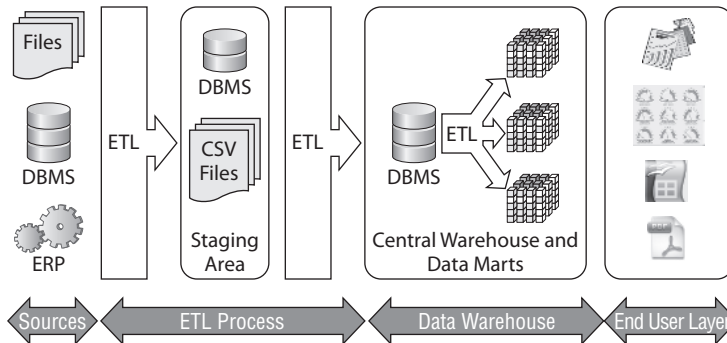 Files
DBMS
ERP
ETL
DBMS
CSV
Files
Staging
Area
ETL
DBMS
ETL
Central Warehouse and
Data Marts
Sources
ETL Process
Data Warehouse
End User Layer